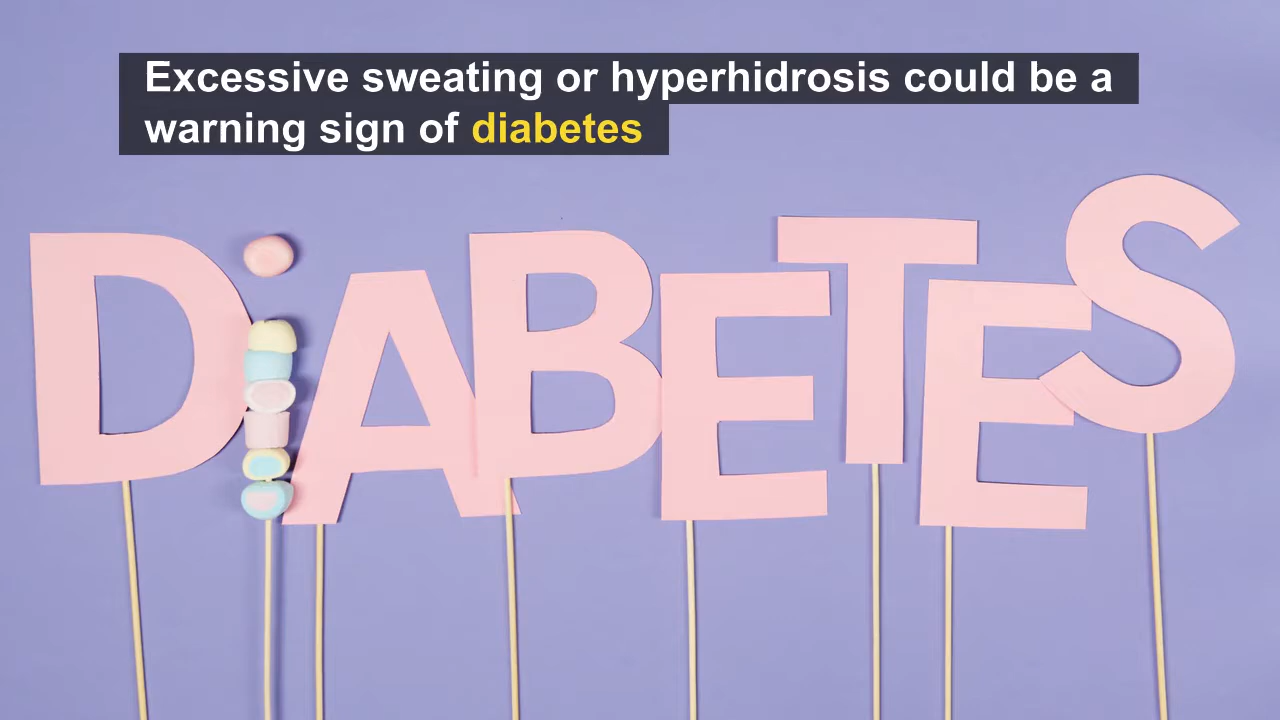 Excessive sweating or hyperhidrosis could be a
warning sign of diabetes
DiABETES